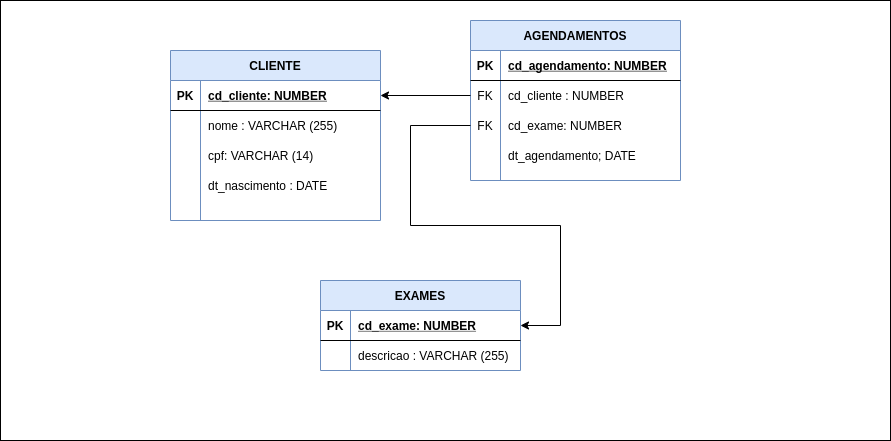 CLIENTE
PK cd_cliente: NUMBER
nome : VARCHAR (255)
cpf: VARCHAR (14)
dt_nascimento : DATE
AGENDAMENTOS
PK cd_agendamento: NUMBER
FK cd_cliente : NUMBER
FK cd_exame: NUMBER
dt_agendamento; DATE
EXAMES
PK cd_exame: NUMBER
descricao : VARCHAR (255)